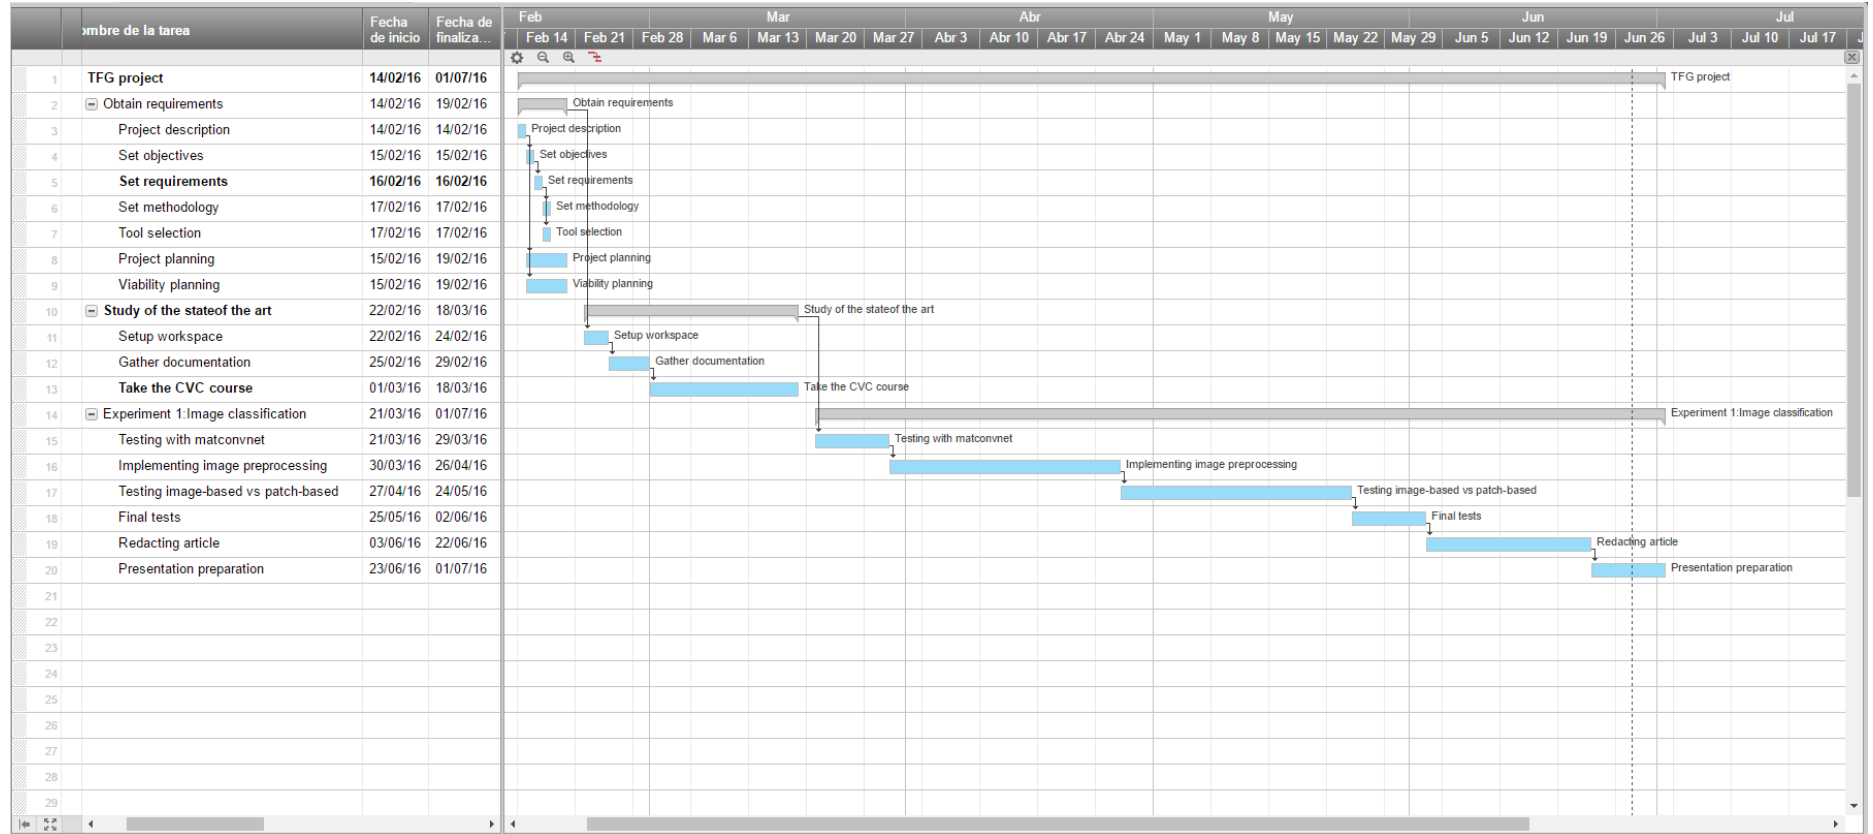 ombre de la tarea
Fecha de inicio
Fecha de finaliza...
Feb Mar Abr May Jun Jul
Feb 14 Feb 21 Feb 28 Mar 6 Mar 13 Mar 20 Mar 27 Abr 3 Abr 10 Abr 17 Abr 24 May 1 May 8 May 15 May 22 May 29 Jun 5 Jun 12 Jun 19 Jun 26 Jul 3 Jul 10 Jul 17 J
1 TFG project 14/02/16 01/07/16 TFG project
2 Obtain requirements 14/02/16 19/02/16 Obtain requirements
3 Project description 14/02/16 14/02/16 Project description
4 Set objectives 15/02/16 15/02/16 Set objectives
5 Set requirements 16/02/16 16/02/16 Set requirements
6 Set methodology 17/02/16 17/02/16 Set methodology
7 Tool selection 17/02/16 17/02/16 Tool selection
8 Project planning 15/02/16 19/02/16 Project planning
9 Viability planning 15/02/16 19/02/16 Viability planning
10 Study of the stateof the art 22/02/16 18/03/16 Study of the stateof the art
11 Setup workspace 22/02/16 24/02/16 Setup workspace
12 Gather documentation 25/02/16 29/02/16 Gather documentation
13 Take the CVC course 01/03/16 18/03/16 Take the CVC course
14 Experiment 1:Image classification 21/03/16 01/07/16 Experiment 1:Image classification
15 Testing with matconvnet 21/03/16 29/03/16 Testing with matconvnet
16 Implementing image preprocessing 30/03/16 26/04/16 Implementing image preprocessing
17 Testing image-based vs patch-based 27/04/16 24/05/16 Testing image-based vs patch-based
18 Final tests 25/05/16 02/06/16 Final tests
19 Redacting article 03/06/16 22/06/16 Redacting article
20 Presentation preparation 23/06/16 01/07/16 Presentation preparation
21
22
23
24
25
26
27
28
29